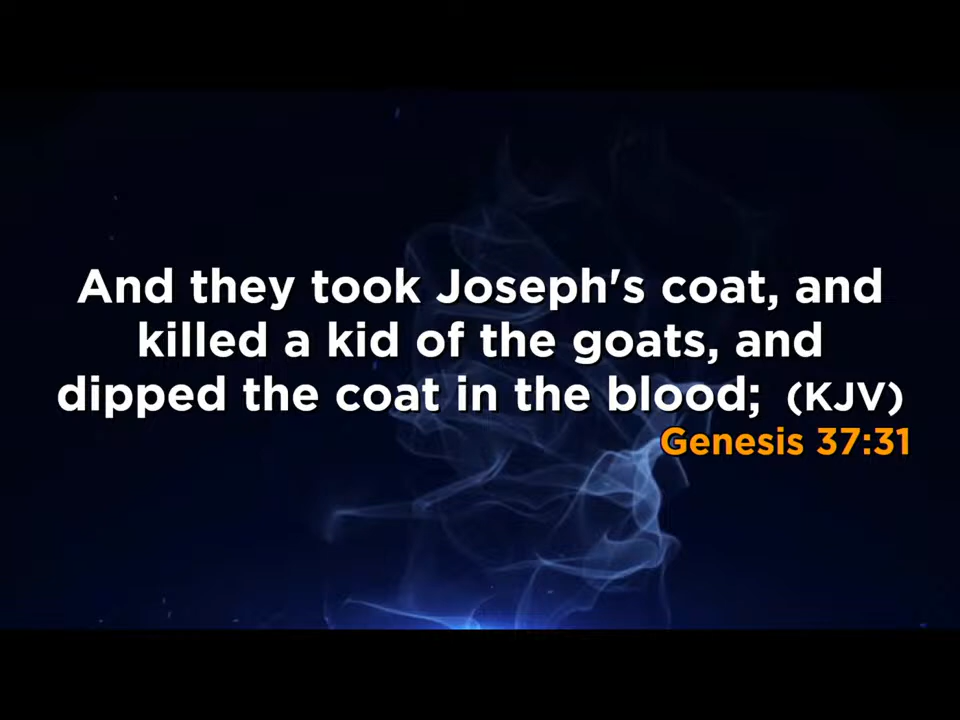 And they took Joseph's coat, and
killed a kid of the goats, and
dipped the coat in the blood; (KJV)
Genesis 37:31